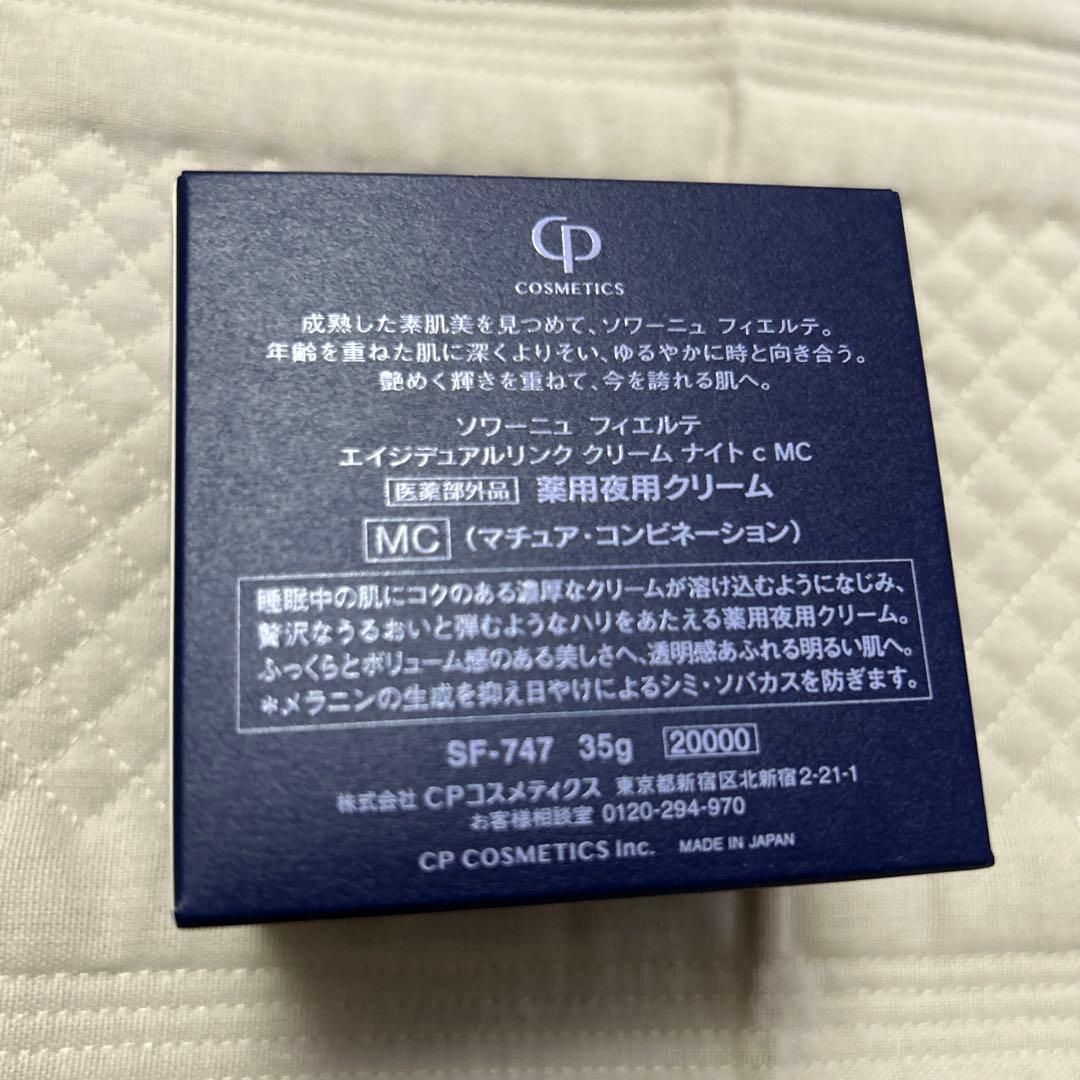 CP
COSMETICS
成熟した素肌美を見つめて、ソワーニュ フィエルテ。
年齢を重ねた肌に深くよりそい、ゆるやかに時と向き合う。
艶めく輝きを重ねて、今を誇れる肌へ。
ソワーニュ フィエルテ
エイジデュアルリンク クリーム ナイト c MC
医薬部外品 薬用夜用クリーム
MC (マチュア・コンビネーション)
睡眠中の肌にコクのある濃厚なクリームが溶け込むようになじみ、
贅沢なうるおいと弾むようなハリをあたえる薬用夜用クリーム。
ふっくらとボリューム感のある美しさへ、透明感あふれる明るい肌へ。
*メラニンの生成を抑え日やけによるシミ・ソバカスを防ぎます。
SF-747 35g 20000
株式会社 CPコスメティクス 東京都新宿区北新宿2-21-1
お客様相談室 0120-294-970
CP COSMETICS Inc. MADE IN JAPAN